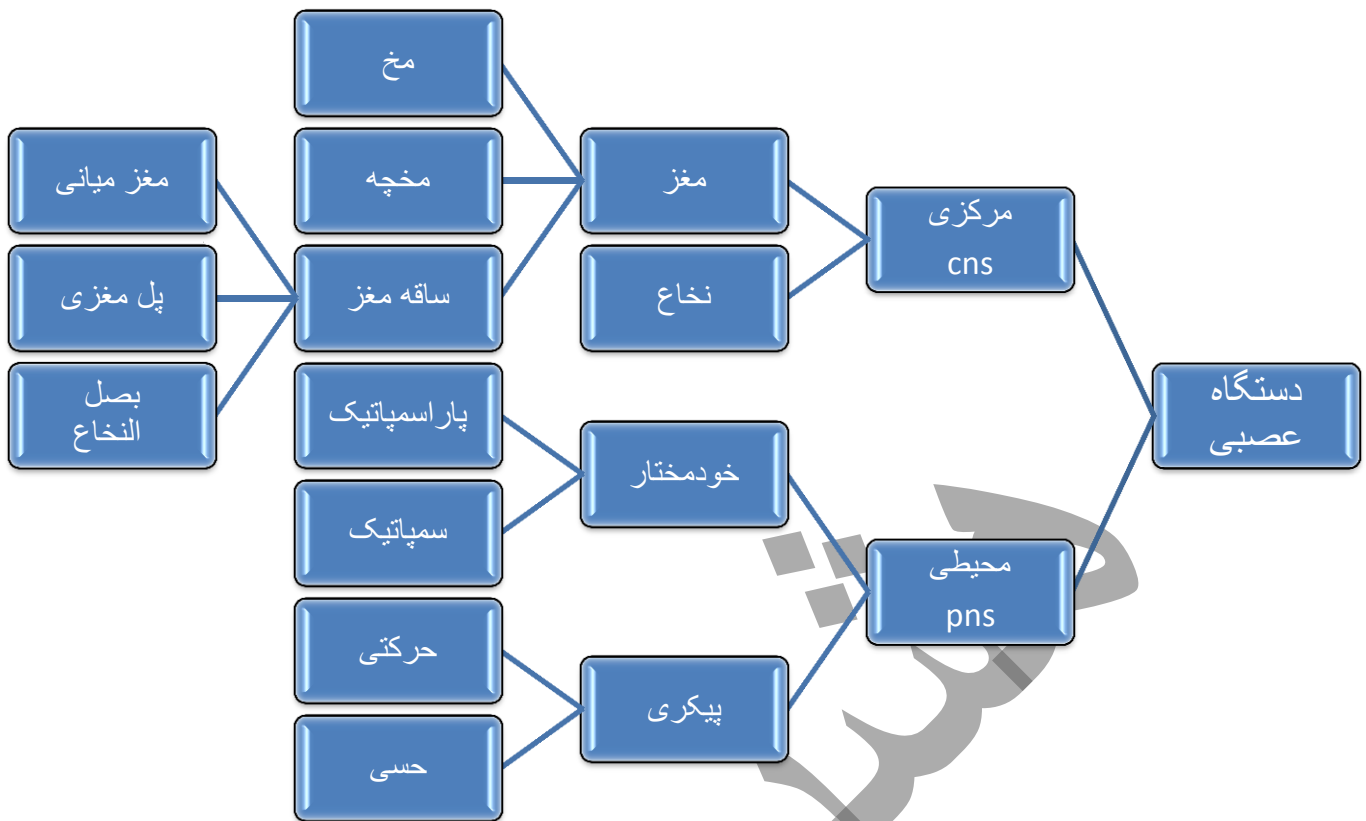 دستگاه
عصبی
مرکزی
cns
مغز
مخ
مخچه
ساقه مغز
مغز میانی
پل مغزی
بصل
النخاع
نخاع
محیطی
pns
خودمختار
پاراسمپاتیک
سمپاتیک
پیکری
حرکتی
حسی